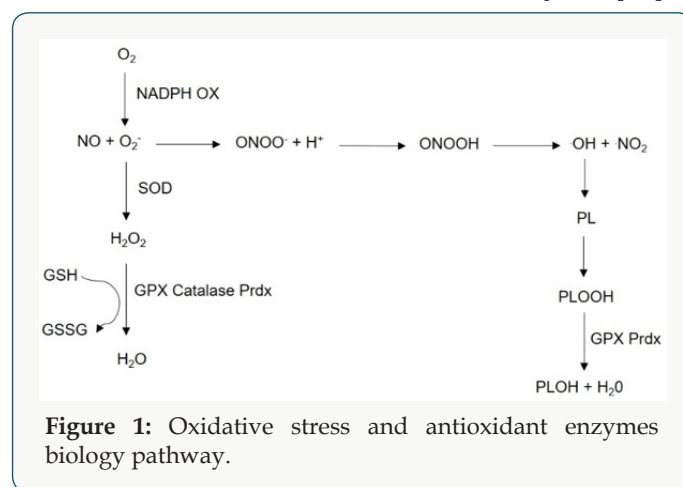 O₂
NADPH OX
NO + O₂⁻ ONOO⁻ + H⁺ ONOOH OH + NO₂
SOD
PL
H₂O₂
GSH
GPX Catalase Prdx
PLOOH
GSSG
GPX Prdx
H₂O
PLOH + H₂0
Figure 1: Oxidative stress and antioxidant enzymes
biology pathway.